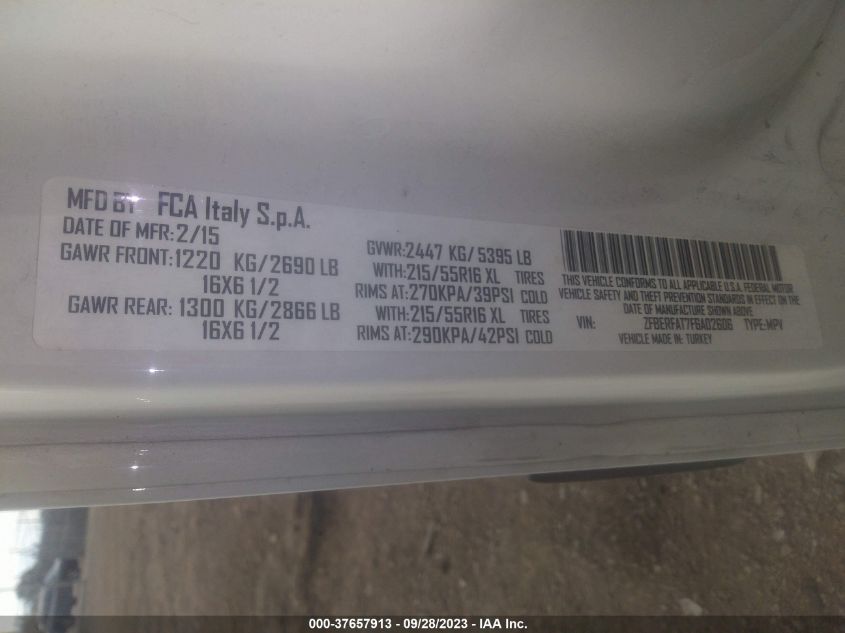 MFD BY FCA Italy S.p.A.
DATE OF MFR:2/15
GAWR FRONT:1220 KG/2690 LB
16X6 1/2
GAWR REAR:1300 KG/2866 LB
16X6 1/2
GVWR:2447 KG/5395 LB
WITH:215/55R16 XL TIRES
RIMS AT:270KPA/39PSI COLD
WITH:215/55R16 XL TIRES
RIMS AT:290KPA/42PSI COLD
THIS VEHICLE CONFORMS TO ALL APPLICABLE U.S.A. FEDERAL MOTOR
VEHICLE SAFETY AND THEFT PREVENTION STANDARDS IN EFFECT ON THE
DATE OF MANUFACTURE SHOWN ABOVE
VIN: ZFBERFAT7F6A02606 TYPE:MPV
VEHICLE MADE IN: TURKEY
000-37657913 - 09/28/2023 - IAA Inc.